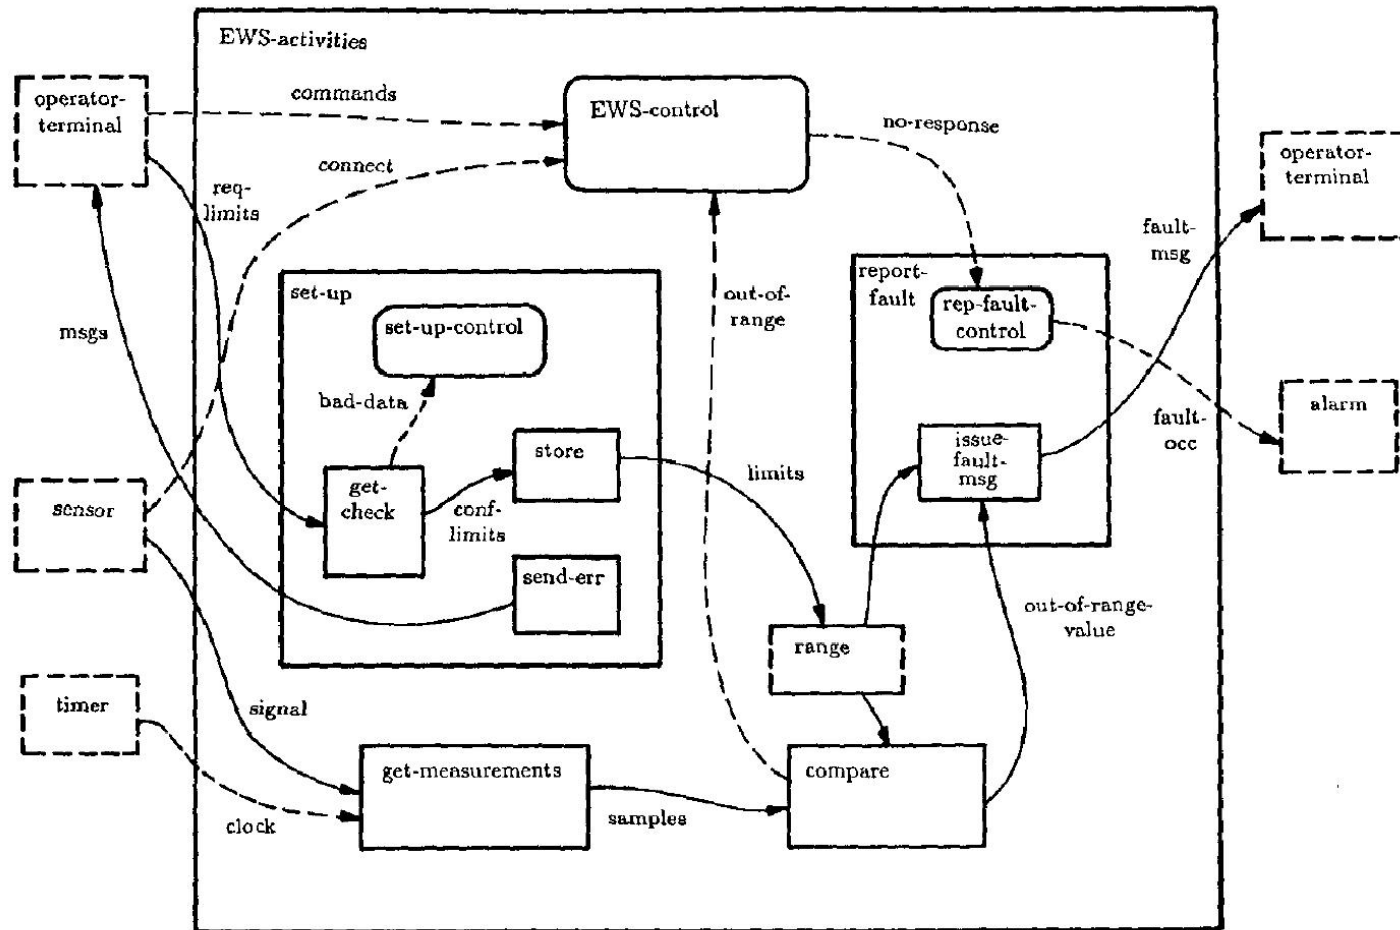 EWS-activities
operator-
terminal
commands
EWS-control
no-response
operator-
terminal
connect
req-
limits
fault-
msg
set-up
out-of-
range
report-
fault
rep-fault-
control
msgs
set-up-control
bad-data
alarm
fault-
occ
store
issue-
fault-
msg
limits
sensor
get-
check
conf-
limits
send-err
out-of-range-
value
range
timer
signal
get-measurements
compare
clock
samples